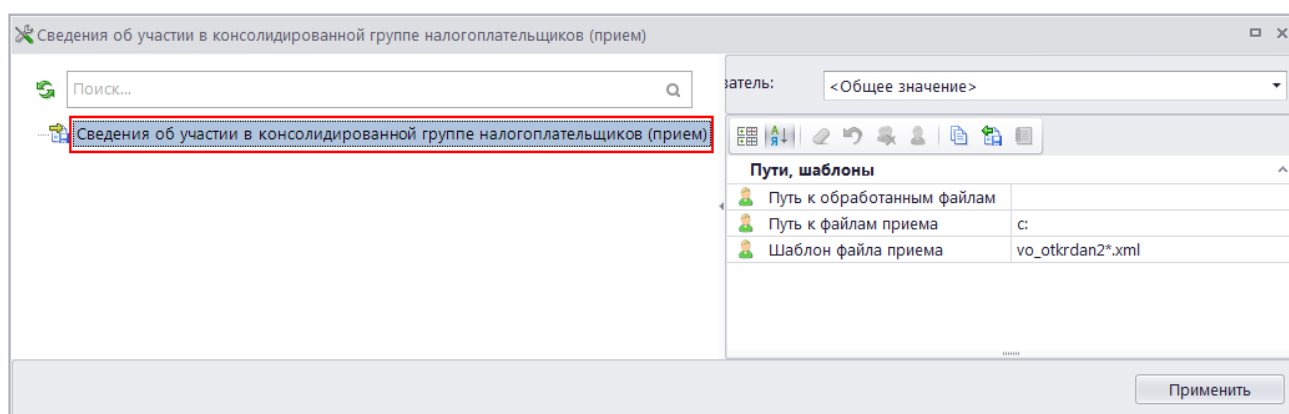 Сведения об участии в консолидированной группе налогоплательщиков (прием)
Поиск...
затель:
<Общее значение>
Сведения об участии в консолидированной группе налогоплательщиков (прием)
Пути, шаблоны
Путь к обработанным файлам
Путь к файлам приема c:
Шаблон файла приема vo_otkrdan2*.xml
Применить